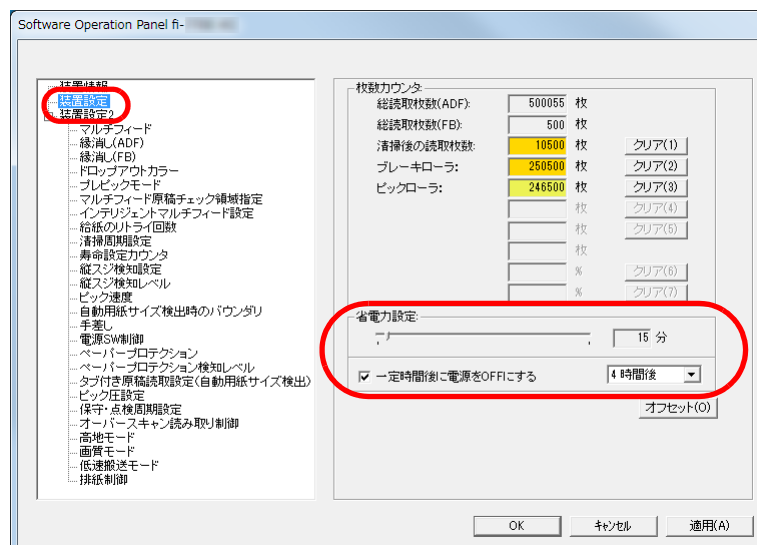 Software Operation Panel fi-
装置情報
装置設定
装置設定2
マルチフィード
縁消し(ADF)
縁消し(FB)
ドロップアウトカラー
プレピックモード
マルチフィード原稿チェック領域指定
インテリジェントマルチフィード設定
給紙のリトライ回数
清掃周期設定
寿命設定カウンタ
縦スジ検知設定
縦スジ検知レベル
ピック速度
自動用紙サイズ検出時のバウンダリ
手差し
電源SW制御
ペーパープロテクション
ペーパープロテクション検知レベル
タブ付き原稿読取設定(自動用紙サイズ検出)
ピック圧設定
保守・点検周期設定
オーバースキャン読み取り制御
高地モード
画質モード
低速搬送モード
排紙制御
枚数カウンタ
総読取枚数(ADF): 500055 枚
総読取枚数(FB): 500 枚
清掃後の読取枚数: 10500 枚 クリア(1)
ブレーキローラ: 250500 枚 クリア(2)
ピックローラ: 246500 枚 クリア(3)
枚 クリア(4)
枚 クリア(5)
枚
% クリア(6)
% クリア(7)
省電力設定
15 分
一定時間後に電源をOFFにする 4時間後
オフセット(O)
OK キャンセル 適用(A)